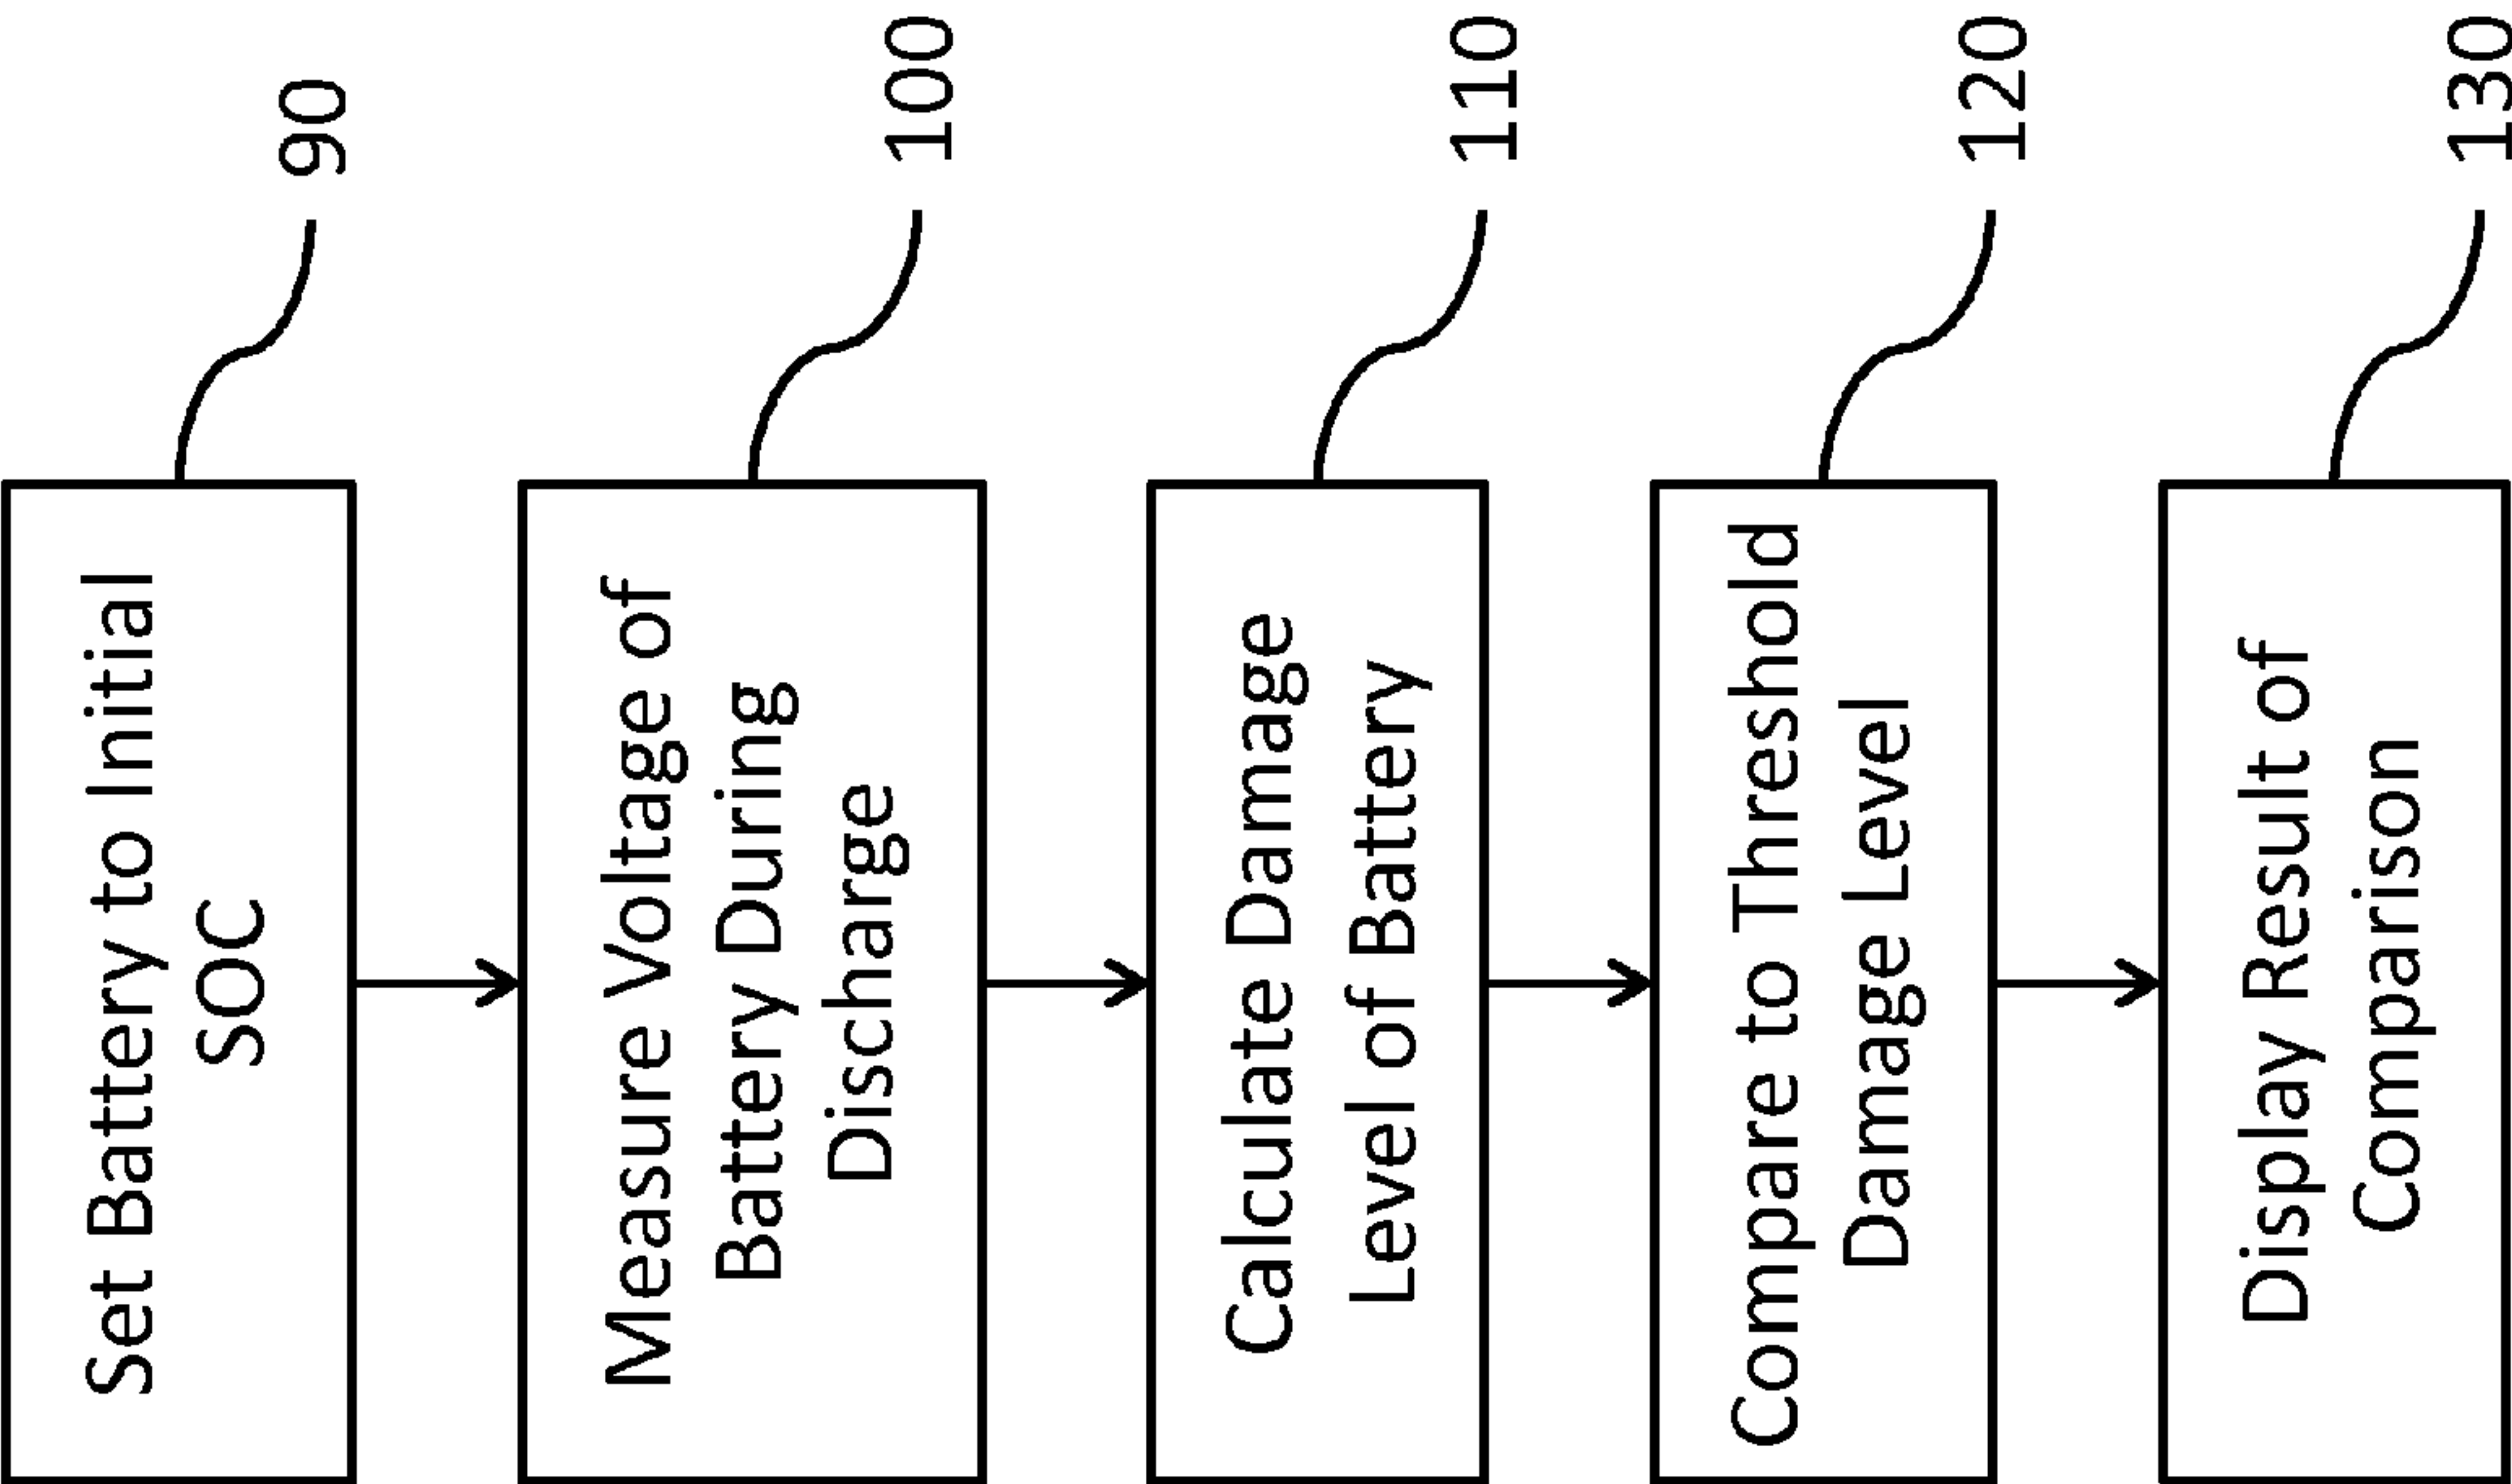 Set Battery to Initial
SOC
90
Measure Voltage of
Battery During
Discharge
100
Calculate Damage
Level of Battery
110
Compare to Threshold
Damage Level
120
Display Result of
Comparison
130